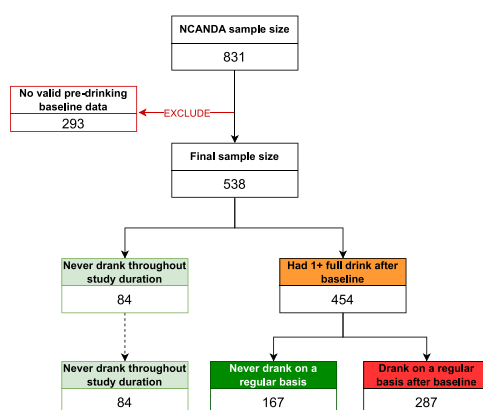 NCANDA sample size
831
No valid pre-drinking
baseline data
293
EXCLUDE
Final sample size
538
Never drank throughout
study duration
84
Had 1+ full drink after
baseline
454
Never drank throughout
study duration
84
Never drank on a
regular basis
167
Drank on a regular
basis after baseline
287